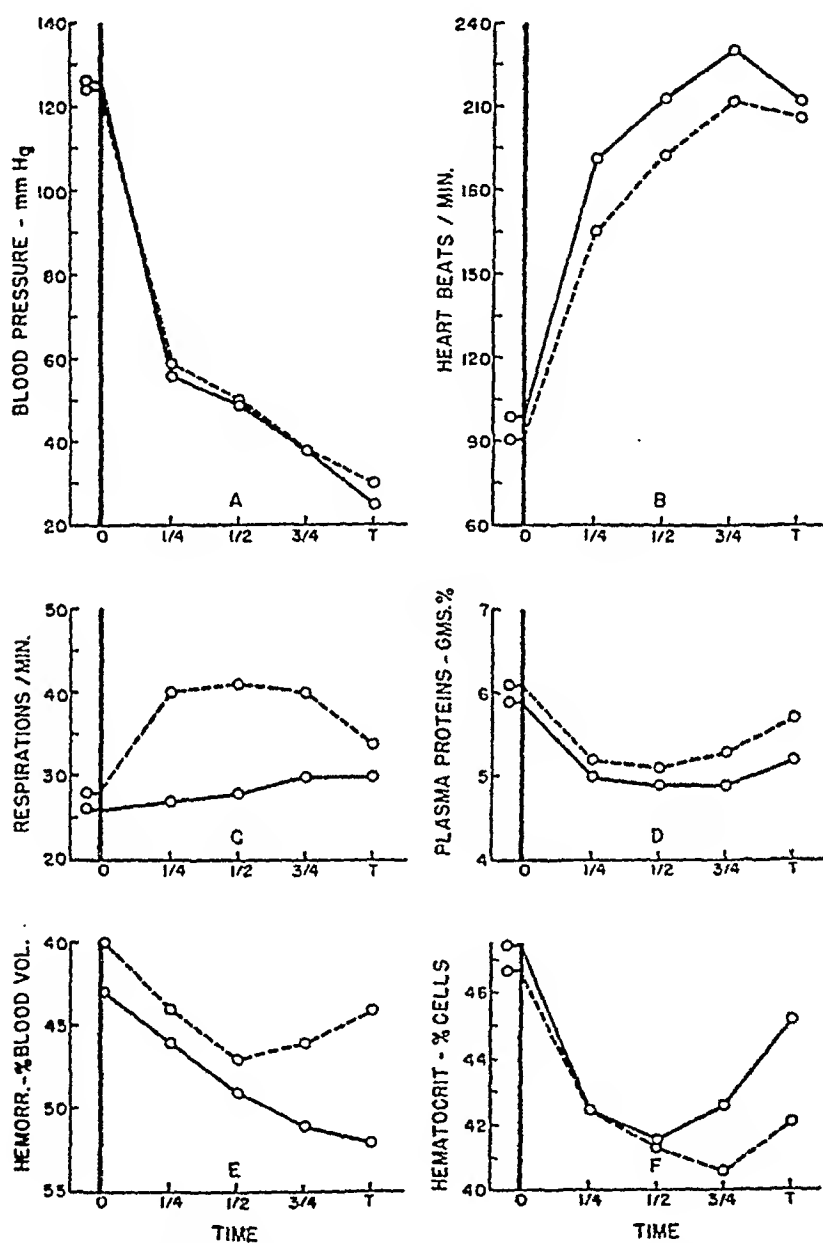 BLOOD PRESSURE - mm Hg
140
120
100
80
60
40
20
A
0 1/4 1/2 3/4 T
HEART BEATS / MIN.
240
210
180
150
120
90
60
B
0 1/4 1/2 3/4 T
RESPIRATIONS / MIN.
50
40
30
20
C
0 1/4 1/2 3/4 T
PLASMA PROTEINS - GMS.%
7
6
5
4
D
0 1/4 1/2 3/4 T
HEMORR.-% BLOOD VOL.
40
45
50
55
E
0 1/4 1/2 3/4 T
TIME
HEMATOCRIT - % CELLS
46
44
42
40
F
0 1/4 1/2 3/4 T
TIME